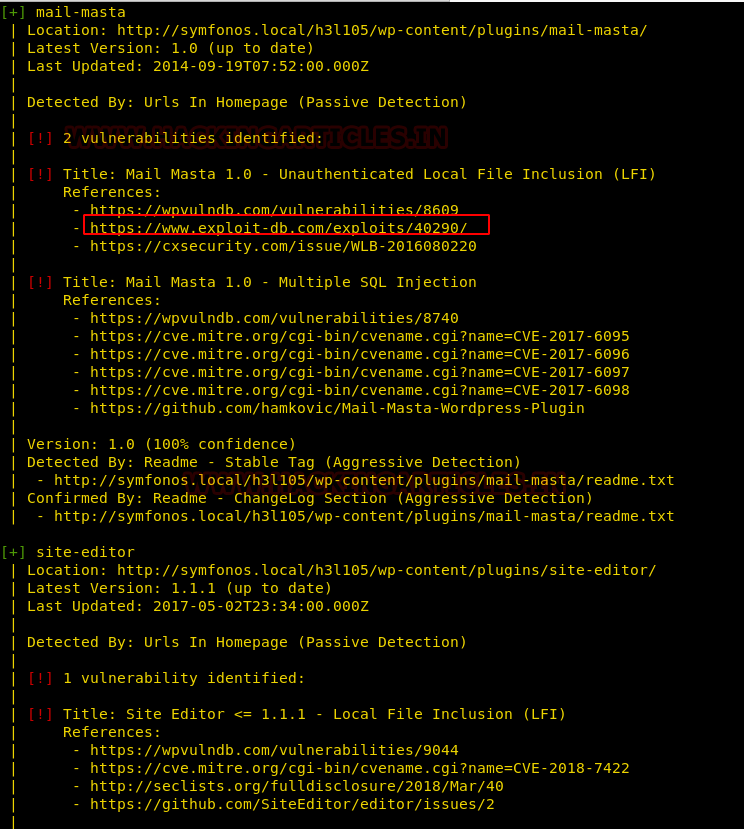 [+] mail-masta
| Location: http://symfonos.local/h3l105/wp-content/plugins/mail-masta/
| Latest Version: 1.0 (up to date)
| Last Updated: 2014-09-19T07:52:00.000Z
|
| Detected By: Urls In Homepage (Passive Detection)
|
| [!] 2 vulnerabilities identified:
|
| [!] Title: Mail Masta 1.0 - Unauthenticated Local File Inclusion (LFI)
|     References:
|      - https://wpvulndb.com/vulnerabilities/8609
|      - https://www.exploit-db.com/exploits/40290/
|      - https://cxsecurity.com/issue/WLB-2016080220
|
| [!] Title: Mail Masta 1.0 - Multiple SQL Injection
|     References:
|      - https://wpvulndb.com/vulnerabilities/8740
|      - https://cve.mitre.org/cgi-bin/cvename.cgi?name=CVE-2017-6095
|      - https://cve.mitre.org/cgi-bin/cvename.cgi?name=CVE-2017-6096
|      - https://cve.mitre.org/cgi-bin/cvename.cgi?name=CVE-2017-6097
|      - https://cve.mitre.org/cgi-bin/cvename.cgi?name=CVE-2017-6098
|      - https://github.com/hamkovic/Mail-Masta-Wordpress-Plugin
|
| Version: 1.0 (100% confidence)
| Detected By: Readme - Stable Tag (Aggressive Detection)
|  - http://symfonos.local/h3l105/wp-content/plugins/mail-masta/readme.txt
| Confirmed By: Readme - ChangeLog Section (Aggressive Detection)
|  - http://symfonos.local/h3l105/wp-content/plugins/mail-masta/readme.txt

[+] site-editor
| Location: http://symfonos.local/h3l105/wp-content/plugins/site-editor/
| Latest Version: 1.1.1 (up to date)
| Last Updated: 2017-05-02T23:34:00.000Z
|
| Detected By: Urls In Homepage (Passive Detection)
|
| [!] 1 vulnerability identified:
|
| [!] Title: Site Editor <= 1.1.1 - Local File Inclusion (LFI)
|     References:
|      - https://wpvulndb.com/vulnerabilities/9044
|      - https://cve.mitre.org/cgi-bin/cvename.cgi?name=CVE-2018-7422
|      - http://seclists.org/fulldisclosure/2018/Mar/40
|      - https://github.com/SiteEditor/editor/issues/2
|